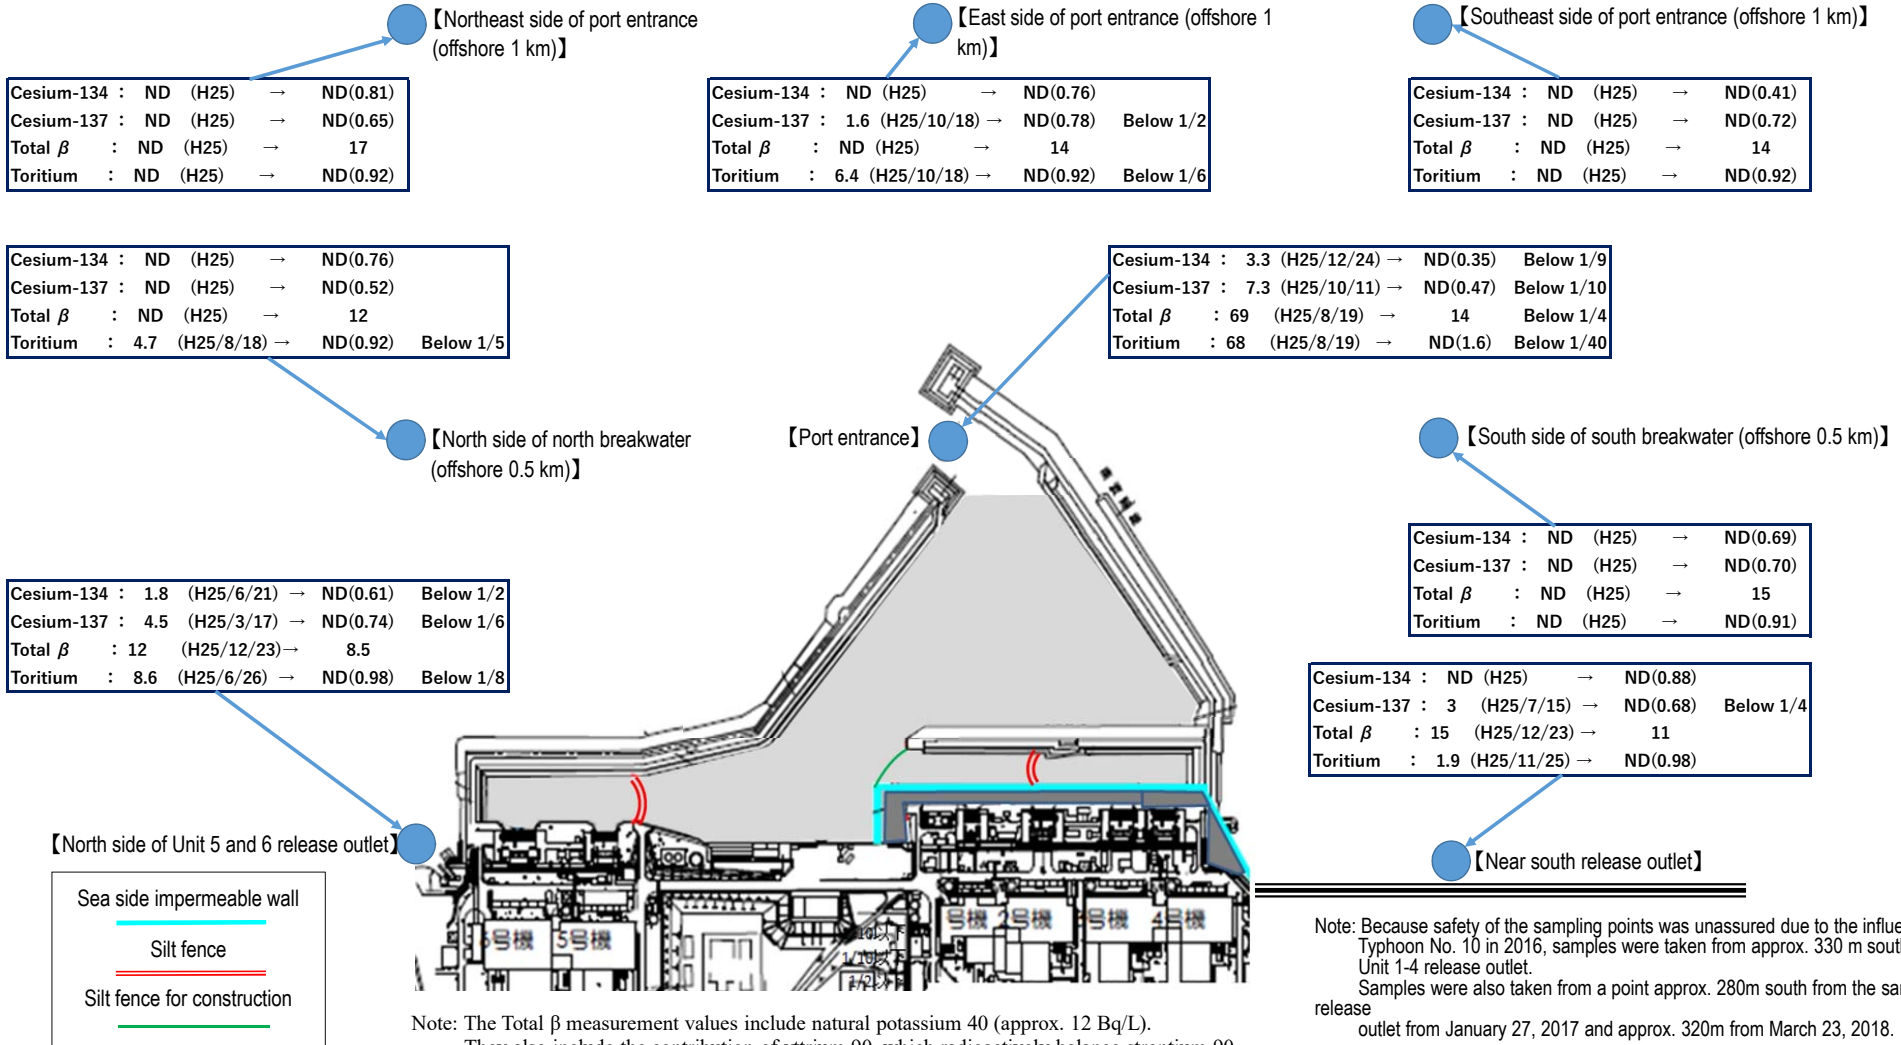 【Northeast side of port entrance
(offshore 1 km)】
Cesium-134 : ND (H25) → ND(0.81)
Cesium-137 : ND (H25) → ND(0.65)
Total β : ND (H25) → 17
Toritium : ND (H25) → ND(0.92)
【East side of port entrance (offshore 1
km)】
Cesium-134 : ND (H25) → ND(0.76)
Cesium-137 : 1.6 (H25/10/18) → ND(0.78) Below 1/2
Total β : ND (H25) → 14
Toritium : 6.4 (H25/10/18) → ND(0.92) Below 1/6
【Southeast side of port entrance (offshore 1 km)】
Cesium-134 : ND (H25) → ND(0.41)
Cesium-137 : ND (H25) → ND(0.72)
Total β : ND (H25) → 14
Toritium : ND (H25) → ND(0.92)
Cesium-134 : ND (H25) → ND(0.76)
Cesium-137 : ND (H25) → ND(0.52)
Total β : ND (H25) → 12
Toritium : 4.7 (H25/8/18) → ND(0.92) Below 1/5
【North side of north breakwater
(offshore 0.5 km)】
Cesium-134 : 3.3 (H25/12/24) → ND(0.35) Below 1/9
Cesium-137 : 7.3 (H25/10/11) → ND(0.47) Below 1/10
Total β : 69 (H25/8/19) → 14 Below 1/4
Toritium : 68 (H25/8/19) → ND(1.6) Below 1/40
【Port entrance】
【South side of south breakwater (offshore 0.5 km)】
Cesium-134 : ND (H25) → ND(0.69)
Cesium-137 : ND (H25) → ND(0.70)
Total β : ND (H25) → 15
Toritium : ND (H25) → ND(0.91)
Cesium-134 : 1.8 (H25/6/21) → ND(0.61) Below 1/2
Cesium-137 : 4.5 (H25/3/17) → ND(0.74) Below 1/6
Total β : 12 (H25/12/23) → 8.5
Toritium : 8.6 (H25/6/26) → ND(0.98) Below 1/8
【North side of Unit 5 and 6 release outlet】
Cesium-134 : ND (H25) → ND(0.88)
Cesium-137 : 3 (H25/7/15) → ND(0.68) Below 1/4
Total β : 15 (H25/12/23) → 11
Toritium : 1.9 (H25/11/25) → ND(0.98)
【Near south release outlet】
Sea side impermeable wall
Silt fence
Silt fence for construction
6号機 5号機 号機 2号機 号機 4号機
1/10以下
1/2以下
Note: The Total β measurement values include natural potassium 40 (approx. 12 Bq/L).
They also include the contribution of yttrium 90, which radioactively balance strontium 90.
Note: Because safety of the sampling points was unassured due to the influe
Typhoon No. 10 in 2016, samples were taken from approx. 330 m sout
Unit 1-4 release outlet.
Samples were also taken from a point approx. 280m south from the sa
release
outlet from January 27, 2017 and approx. 320m from March 23, 2018.